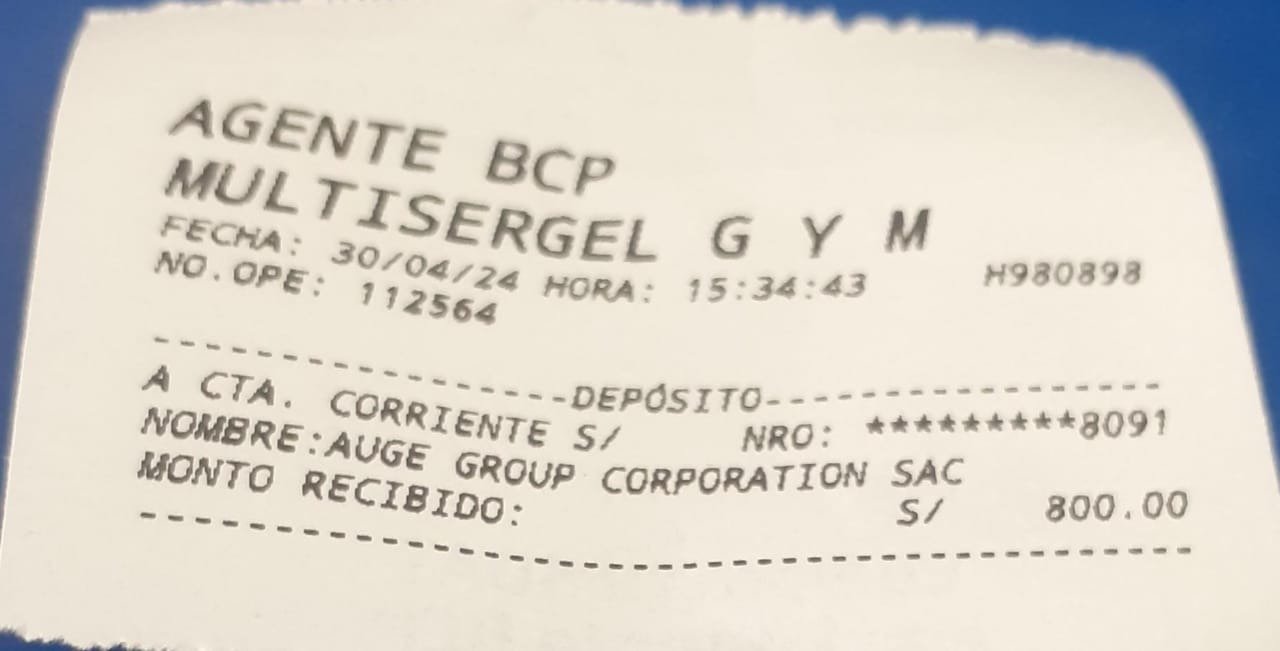 AGENTE BCP
MULTISERGEL G Y M
FECHA: 30/04/24 HORA: 15:34:43 H980898
NO.OPE: 112564
----------------DEPÓSITO-----------------
A CTA. CORRIENTE S/ NRO: *********8091
NOMBRE:AUGE GROUP CORPORATION SAC
MONTO RECIBIDO: S/ 800.00
-----------------------------------------